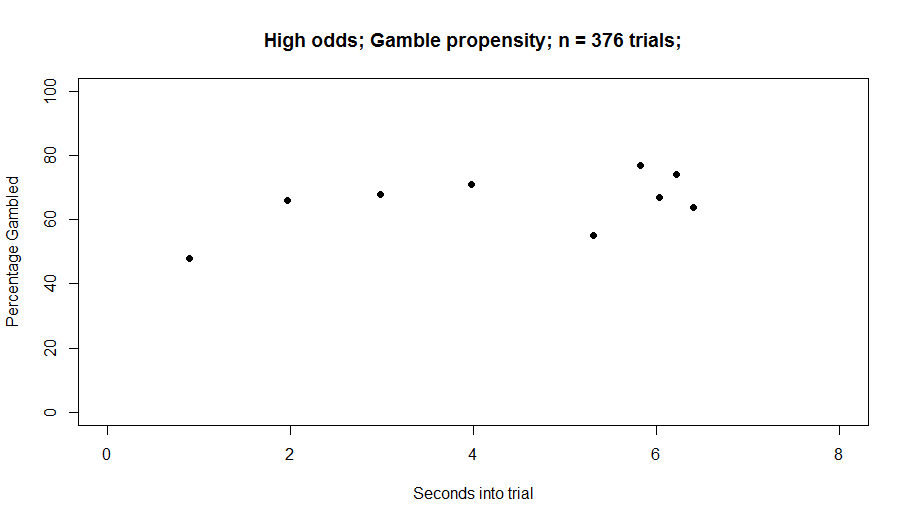 High odds; Gamble propensity; n = 376 trials;
Percentage Gambled
100
80
60
40
20
0
0 2 4 6 8
Seconds into trial